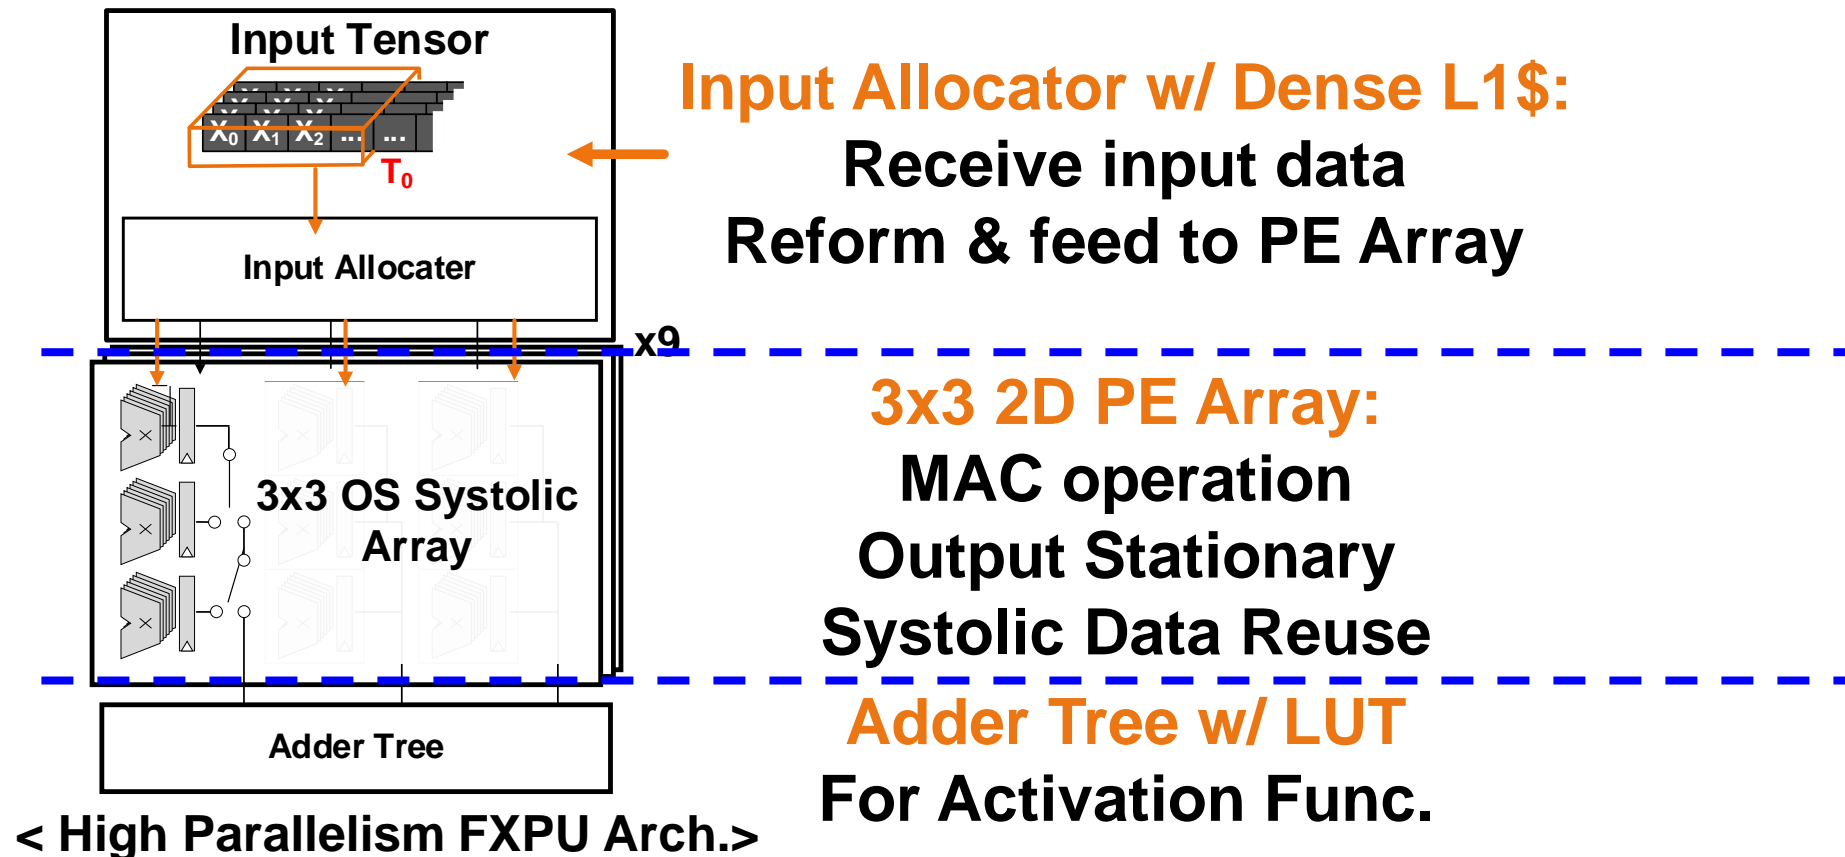 Input Tensor
X0 X1 X2 ... ...
T0
Input Allocater
x9
3x3 OS Systolic
Array
Adder Tree
< High Parallelism FXPU Arch.>
Input Allocator w/ Dense L1$:
Receive input data
Reform & feed to PE Array
3x3 2D PE Array:
MAC operation
Output Stationary
Systolic Data Reuse
Adder Tree w/ LUT
For Activation Func.